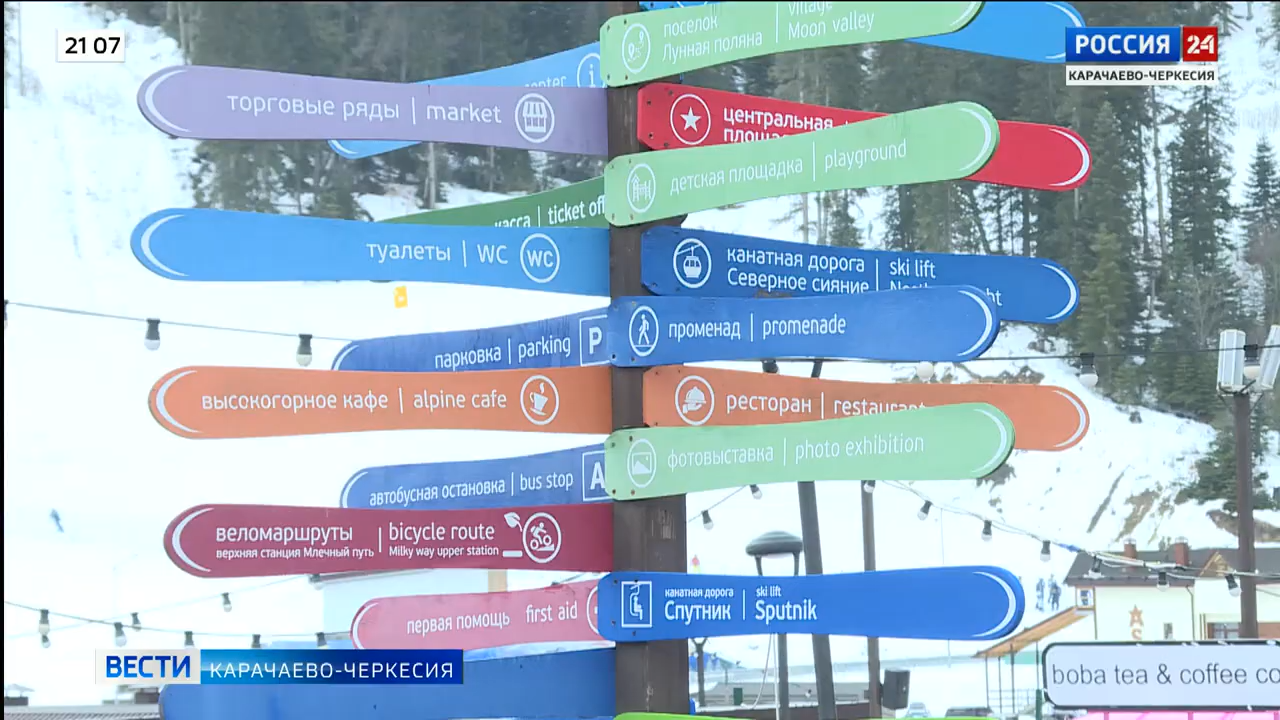 21 07
РОССИЯ 24
КАРАЧАЕВО-ЧЕРКЕСИЯ
поселок
Лунная поляна
village
Moon valley
i
торговые ряды | market
центральная
детская площадка | playground
касса | ticket
туалеты | WC WC
канатная дорога
Северное сияние
ski lift
парковка | parking P
променад | promenade
высокогорное кафе | alpine cafe
ресторан | restaurant
фотовыставка | photo exhibition
автобусная остановка | bus stop A
веломаршруты
верхняя станция Млечный путь
bicycle route
Milky way upper station
первая помощь first aid
канатная дорога
Спутник
ski lift
Sputnik
ВЕСТИ КАРАЧАЕВО-ЧЕРКЕСИЯ
boba tea & coffee